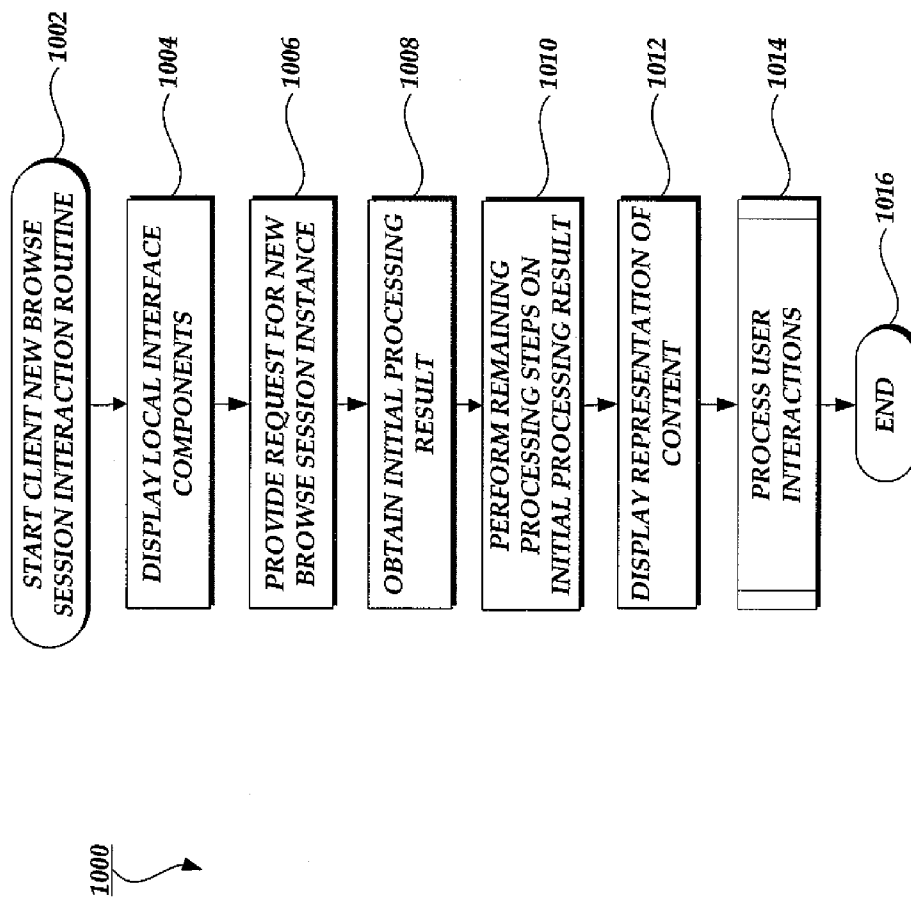 1000
START CLIENT NEW BROWSE
SESSION INTERACTION ROUTINE
1002
DISPLAY LOCAL INTERFACE
COMPONENTS
1004
PROVIDE REQUEST FOR NEW
BROWSE SESSION INSTANCE
1006
OBTAIN INITIAL PROCESSING
RESULT
1008
PERFORM REMAINING
PROCESSING STEPS ON
INITIAL PROCESSING RESULT
1010
DISPLAY REPRESENTATION OF
CONTENT
1012
PROCESS USER
INTERACTIONS
1014
END
1016